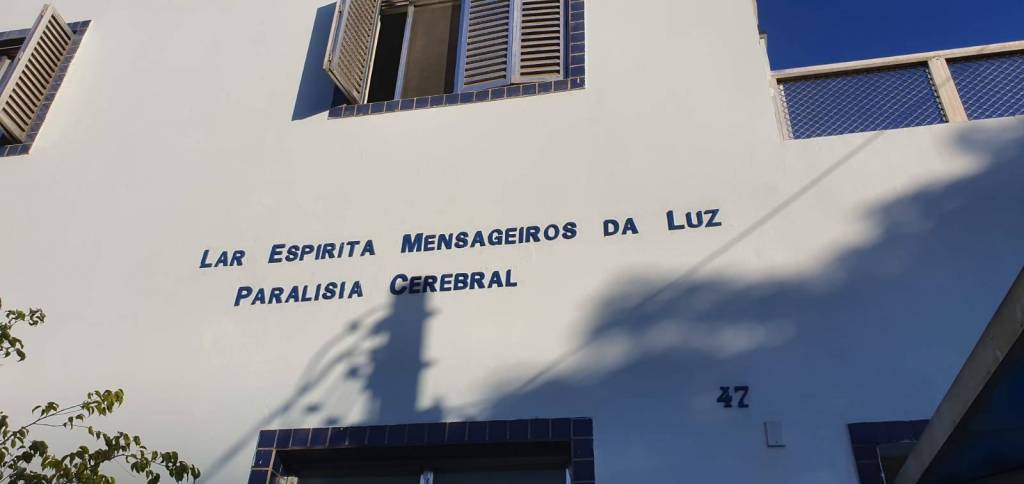 Lar Espirita Mensageiros da Luz
Paralisia Cerebral
47